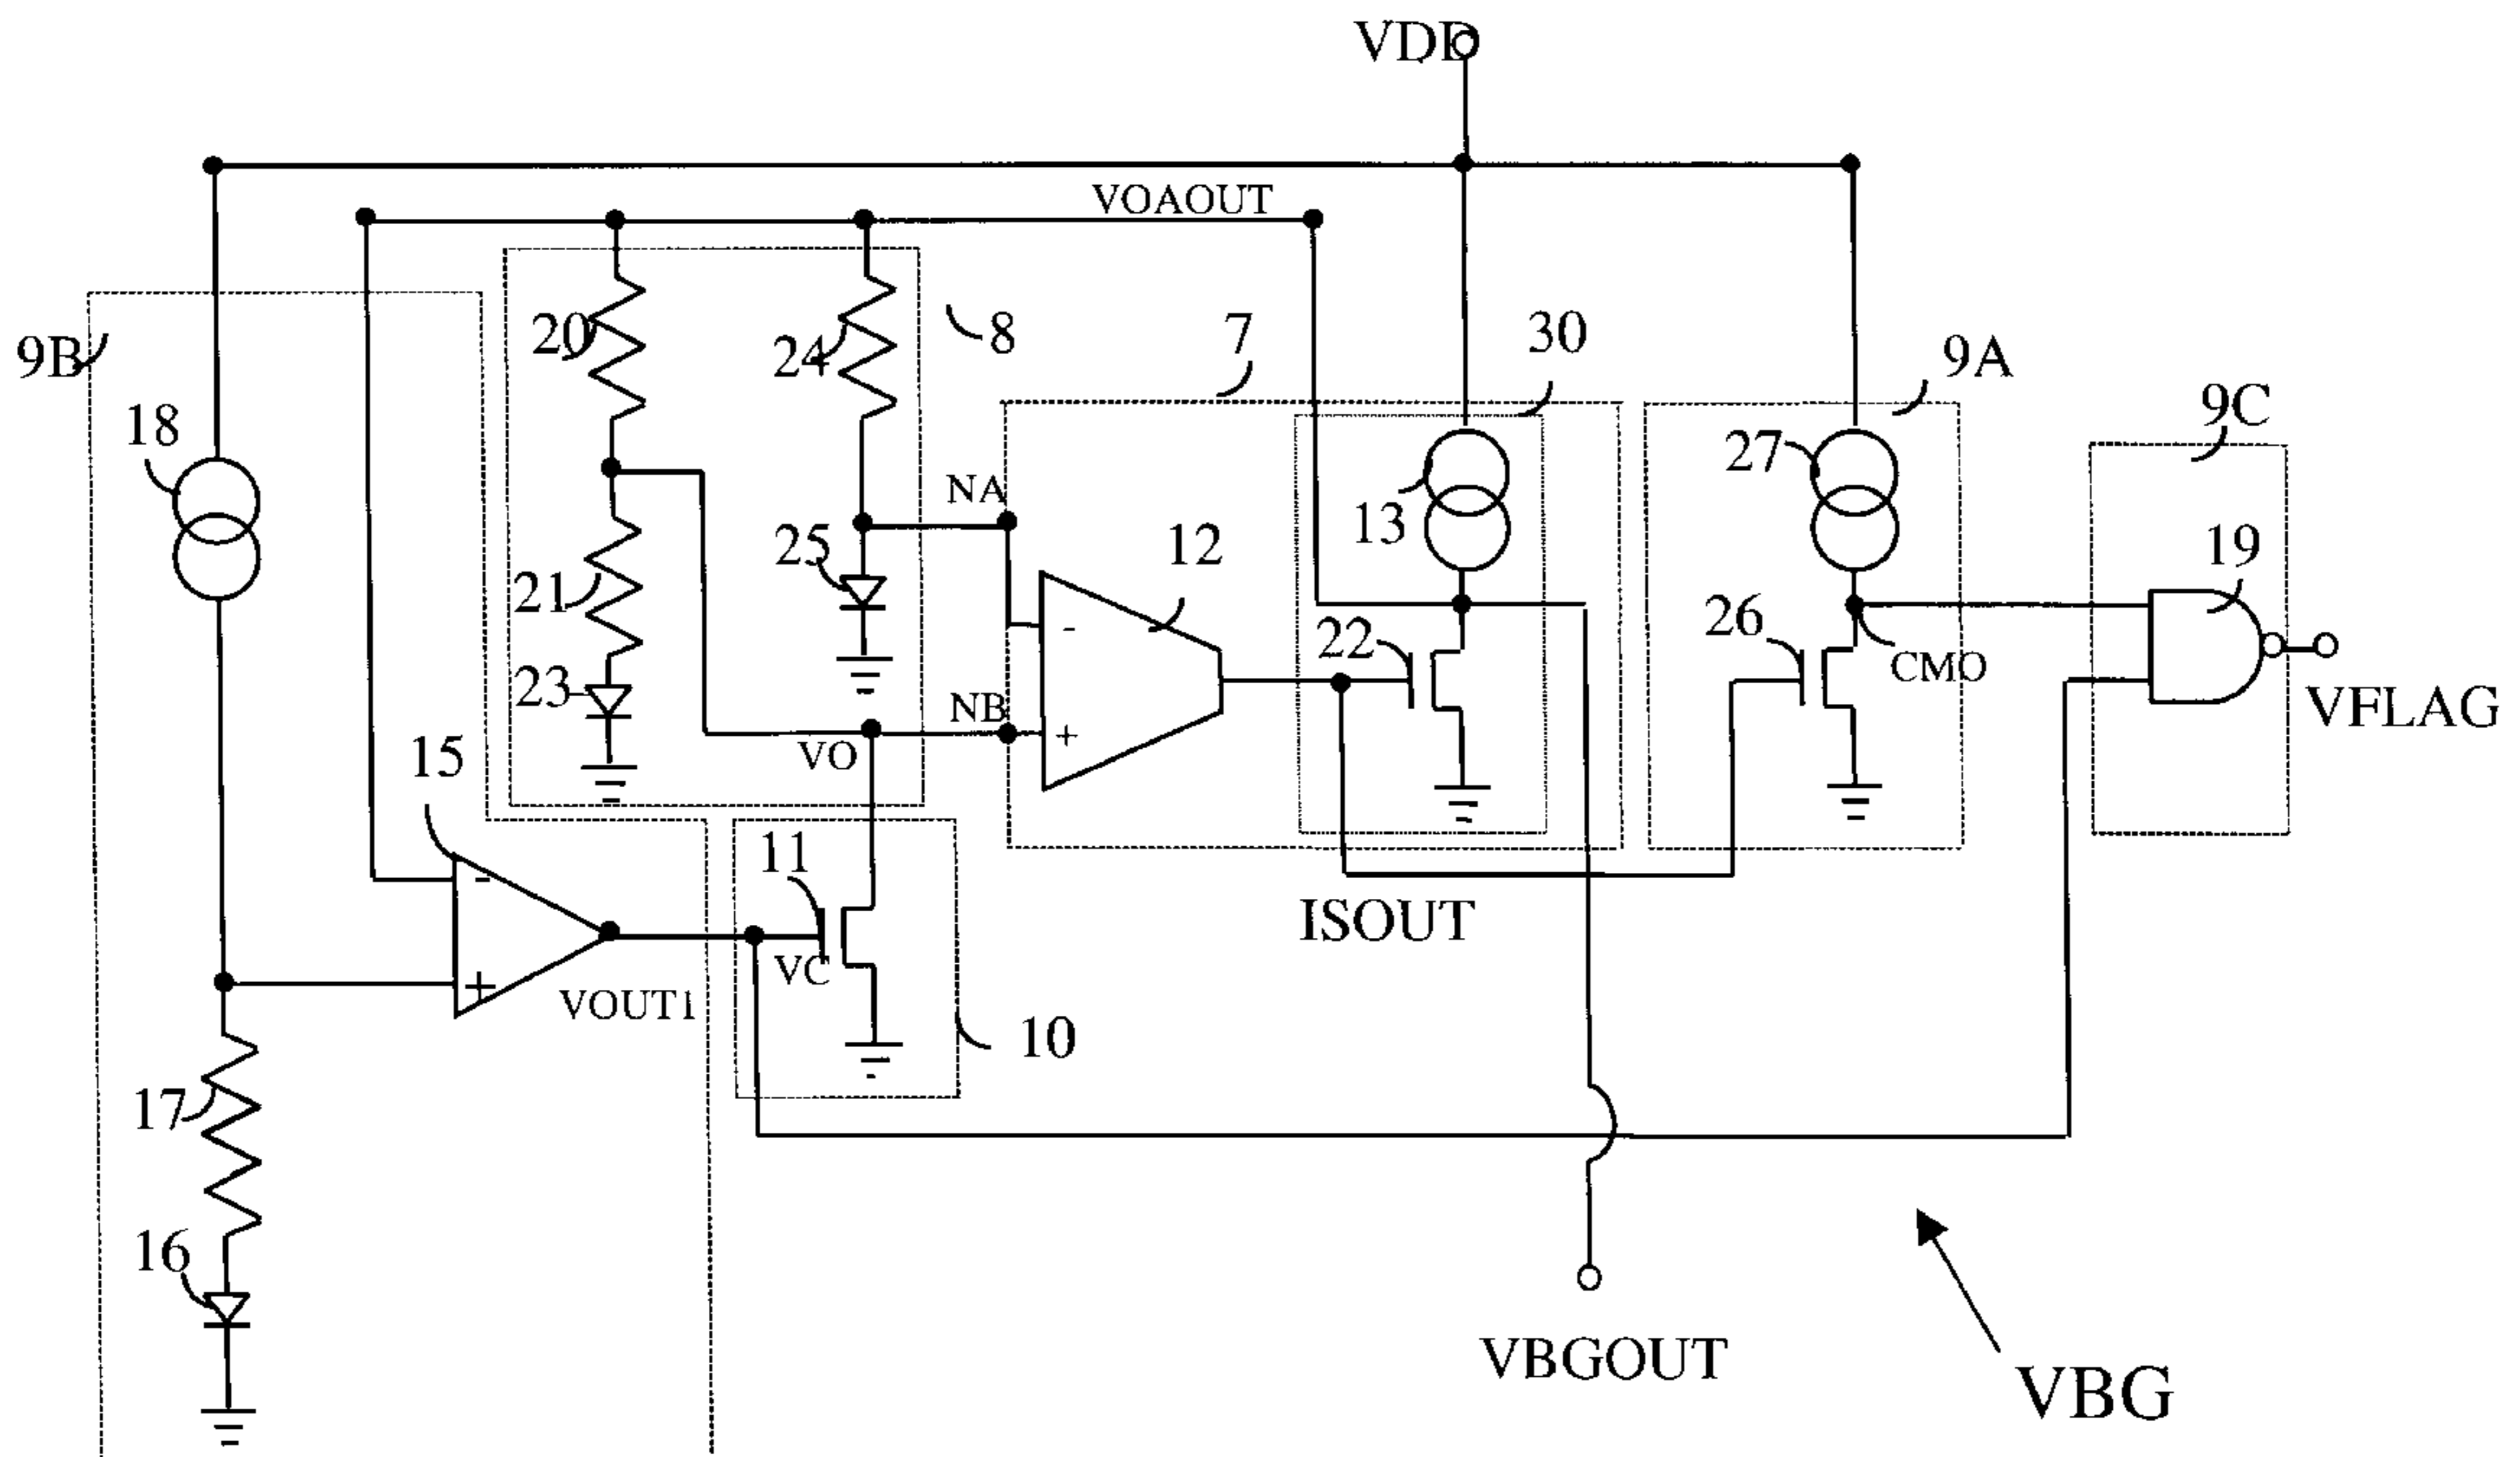 VDD
VOAOUT
20
24
8
7
30
9A
9B
9C
18
27
NA
13
12
19
25
21
22
26
CMO
23
NB
VFLAG
VO
15
-
+
11
-
ISOUT
VC
+
VOUT1
10
17
16
VBGOUT
VBG